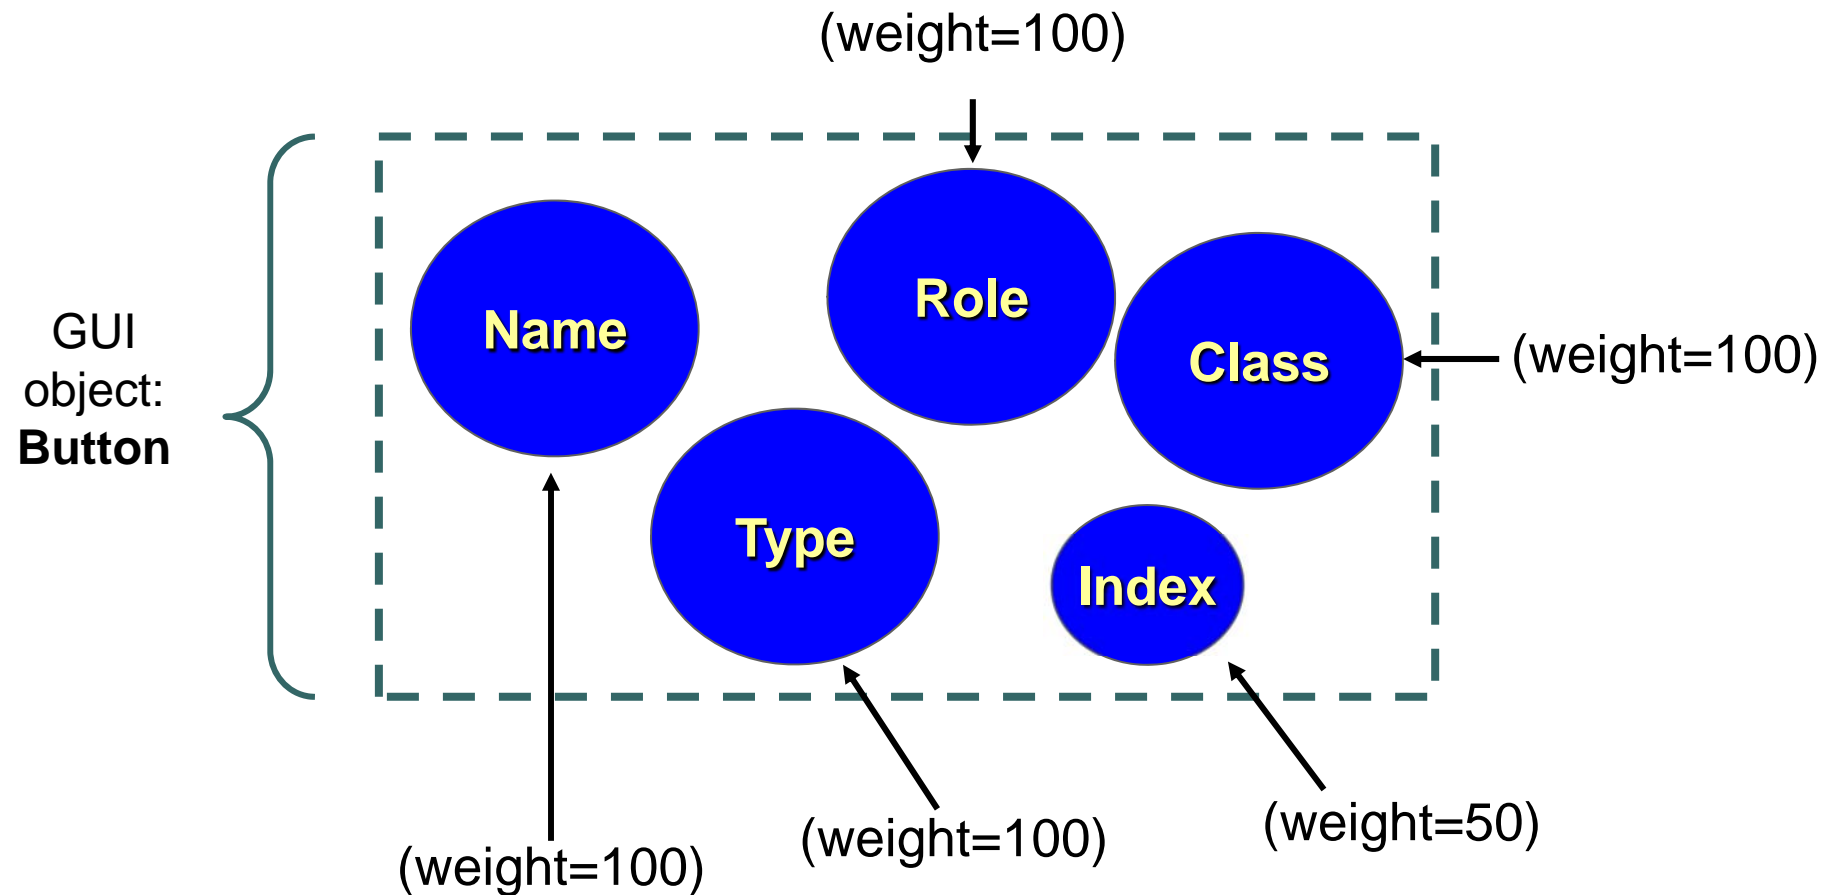 (weight=100)
Role
Name
Class
(weight=100)
GUI
object:
Button
Type
Index
(weight=50)
(weight=100)
(weight=100)